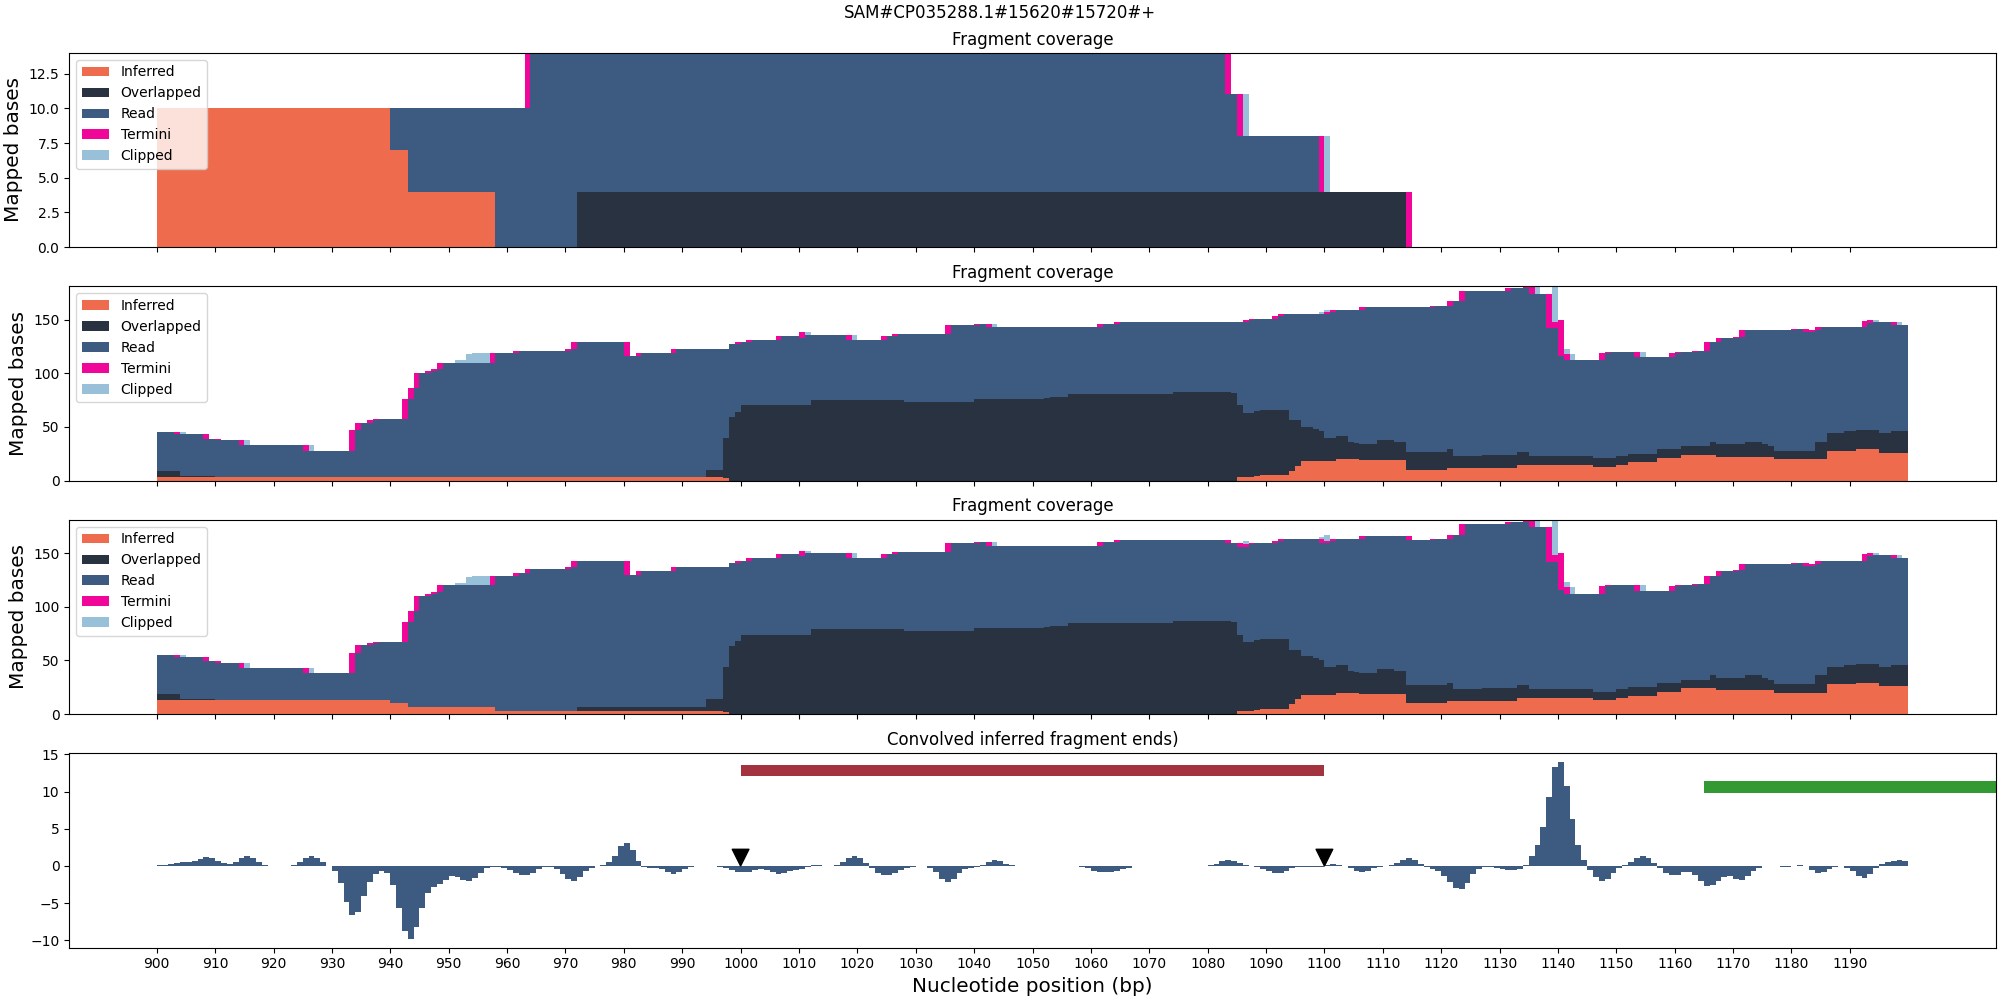 SAM#CP035288.1#15620#15720#+
Fragment coverage
Mapped bases
12.5
10.0
7.5
5.0
2.5
0.0
Inferred
Overlapped
Read
Termini
Clipped
Fragment coverage
Mapped bases
150
100
50
0
Inferred
Overlapped
Read
Termini
Clipped
Fragment coverage
Mapped bases
150
100
50
0
Inferred
Overlapped
Read
Termini
Clipped
Convolved inferred fragment ends)
15
10
5
0
−5
−10
900 910 920 930 940 950 960 970 980 990 1000 1010 1020 1030 1040 1050 1060 1070 1080 1090 1100 1110 1120 1130 1140 1150 1160 1170 1180 1190
Nucleotide position (bp)